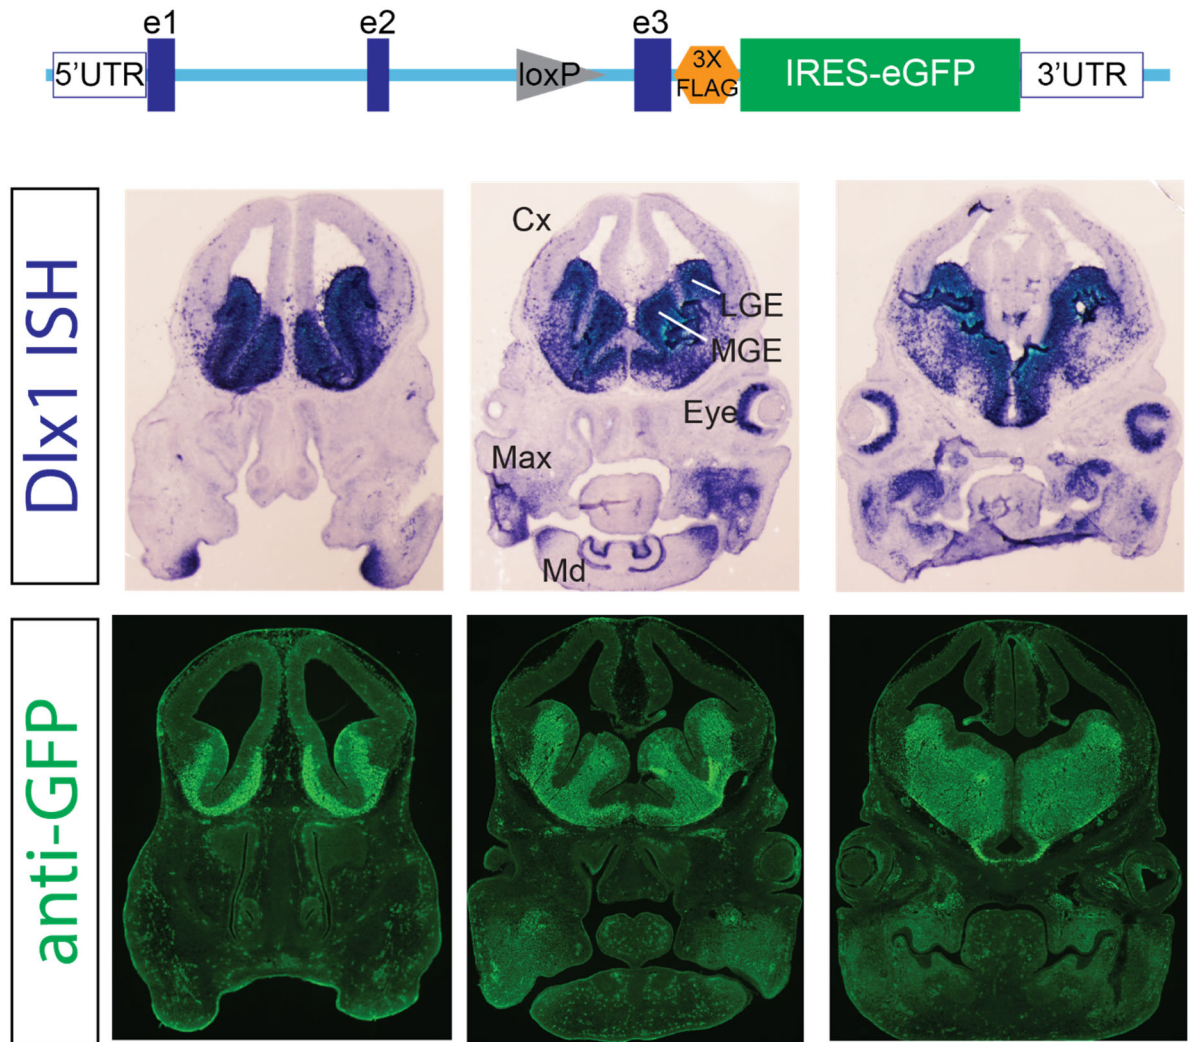 e1 e2 e3
5'UTR loxP 3X FLAG IRES-eGFP 3'UTR
Dlx1 ISH
Cx
LGE
MGE
Eye
Max
Md
anti-GFP